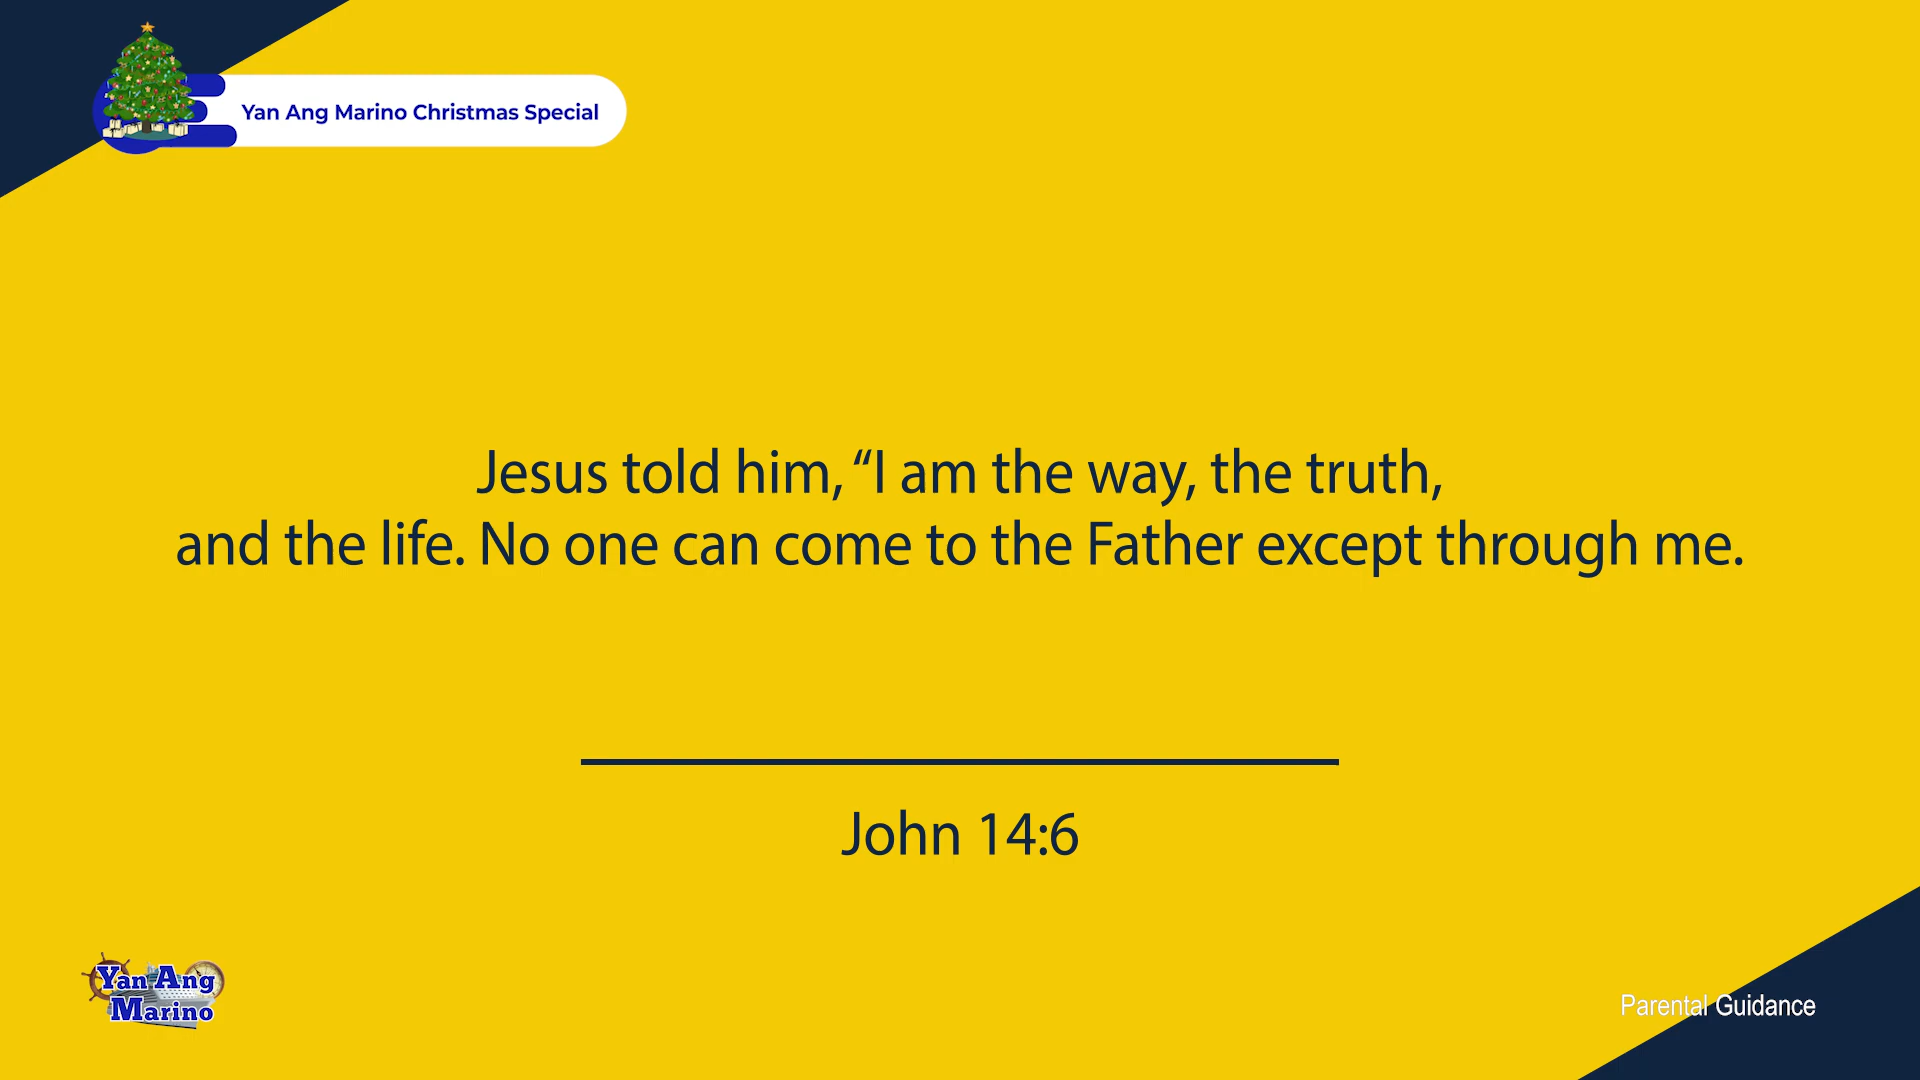 Yan Ang Marino Christmas Special
Jesus told him, “I am the way, the truth,
and the life. No one can come to the Father except through me.
John 14:6
Yan Ang
Marino
Parental Guidance